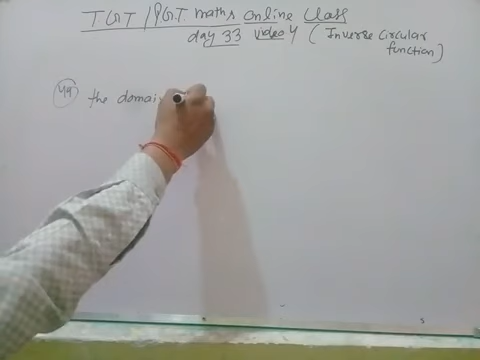 T.G.T / P.G.T. maths online class
day 33 video 4 ( Inverse circular
function )
49 the domai